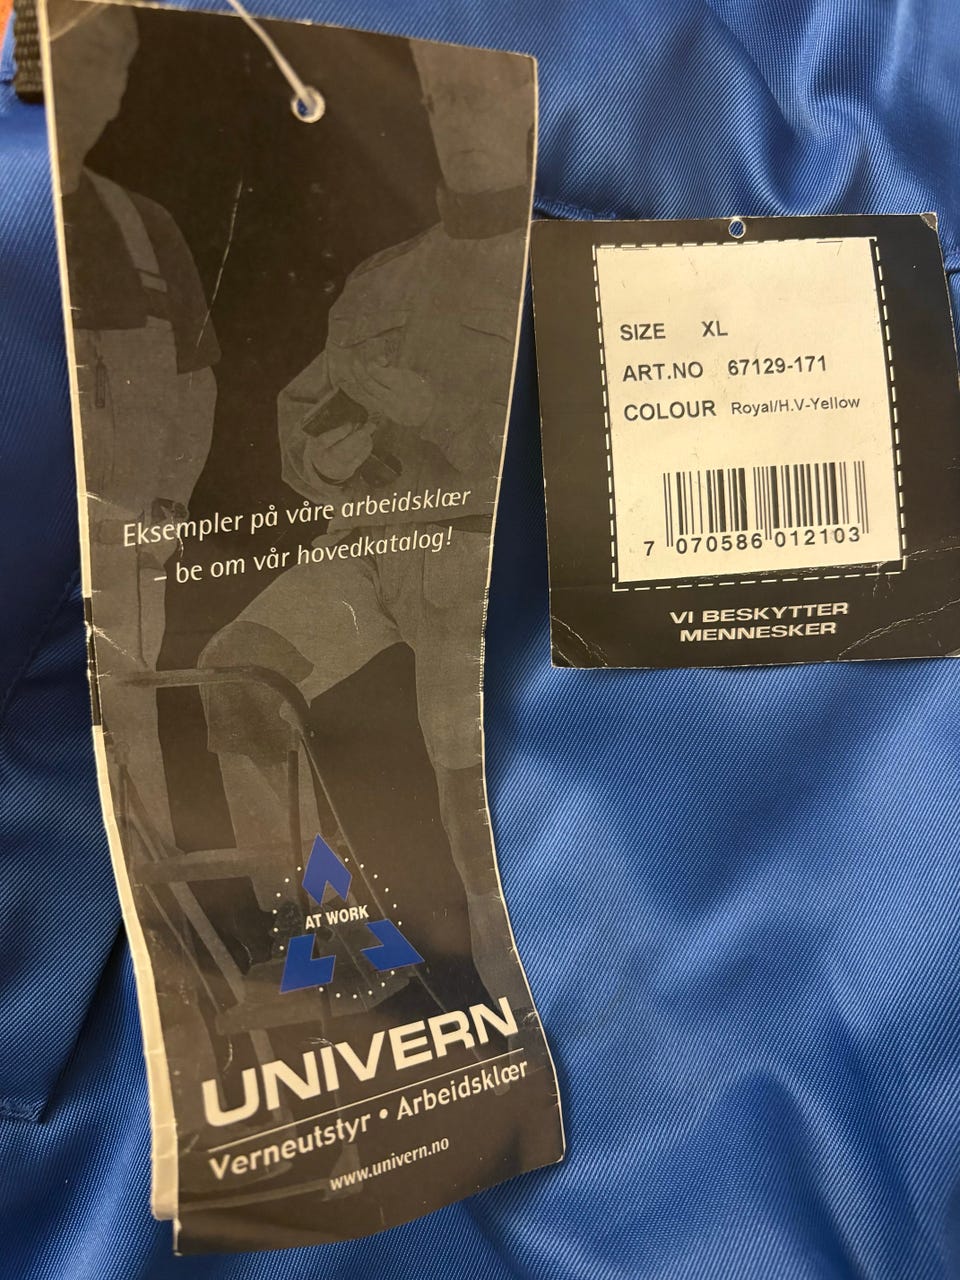 Eksempler på våre arbeidsklær
– be om vår hovedkatalog!
AT WORK
UNIVERN
Verneutstyr • Arbeidsklær
www.univern.no
SIZE XL
ART.NO 67129-171
COLOUR Royal/H.V-Yellow
7 070586 012103
VI BESKYTTER
MENNESKER